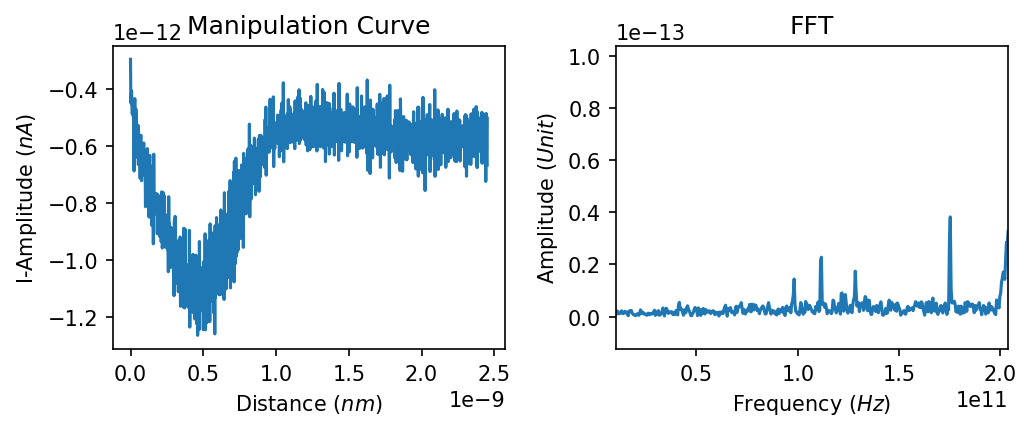 1e−12 Manipulation Curve
−0.4
−0.6
−0.8
−1.0
−1.2
I-Amplitude (nA)
0.0 0.5 1.0 1.5 2.0 2.5
Distance (nm)
1e−9
FFT
1e−13
1.0
0.8
0.6
0.4
0.2
0.0
Amplitude (Unit)
0.5 1.0 1.5 2.0
Frequency (Hz)
1e11